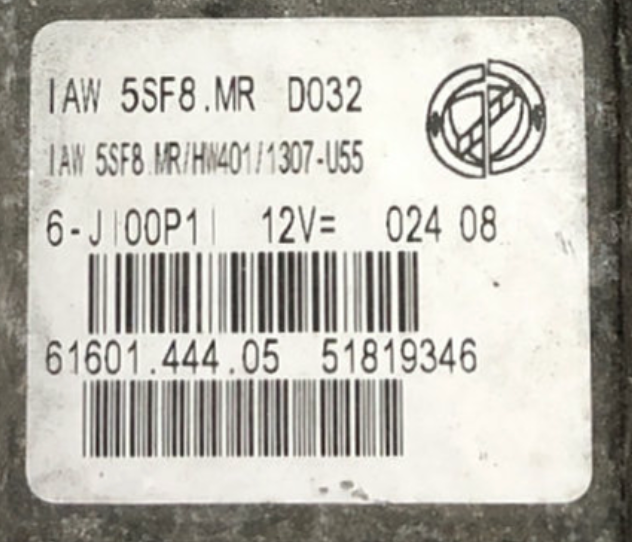 IAW 5SF8.MR D032
IAW 5SF8.MR/HW401/1307-U55
6-J|00P1| 12V= 024 08
61601.444.05 51819346